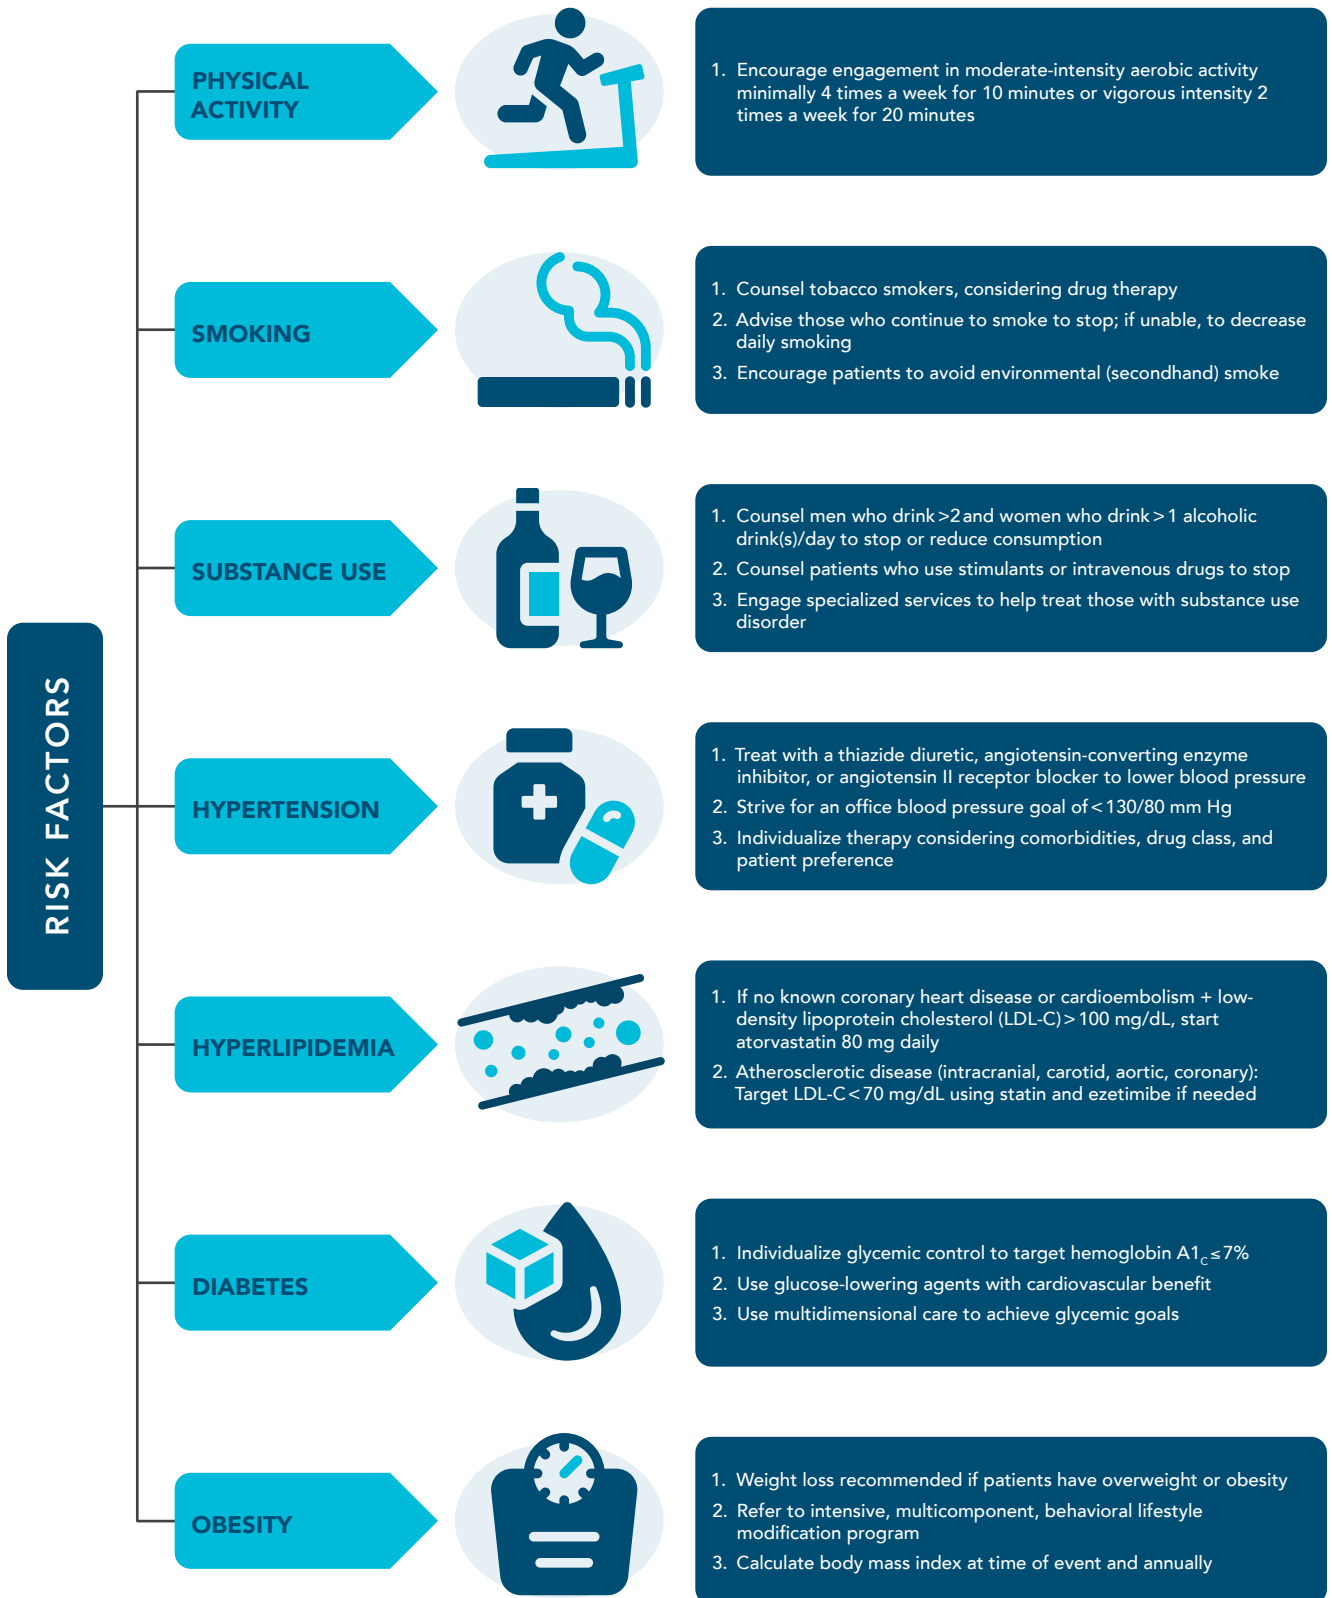 RISK FACTORS
PHYSICAL
ACTIVITY
1. Encourage engagement in moderate-intensity aerobic activity
minimally 4 times a week for 10 minutes or vigorous intensity 2
times a week for 20 minutes
SMOKING
1. Counsel tobacco smokers, considering drug therapy
2. Advise those who continue to smoke to stop; if unable, to decrease
daily smoking
3. Encourage patients to avoid environmental (secondhand) smoke
SUBSTANCE USE
1. Counsel men who drink >2 and women who drink >1 alcoholic
drink(s)/day to stop or reduce consumption
2. Counsel patients who use stimulants or intravenous drugs to stop
3. Engage specialized services to help treat those with substance use
disorder
HYPERTENSION
1. Treat with a thiazide diuretic, angiotensin-converting enzyme
inhibitor, or angiotensin II receptor blocker to lower blood pressure
2. Strive for an office blood pressure goal of <130/80 mm Hg
3. Individualize therapy considering comorbidities, drug class, and
patient preference
HYPERLIPIDEMIA
1. If no known coronary heart disease or cardioembolism + low-
density lipoprotein cholesterol (LDL-C) >100 mg/dL, start
atorvastatin 80 mg daily
2. Atherosclerotic disease (intracranial, carotid, aortic, coronary):
Target LDL-C <70 mg/dL using statin and ezetimibe if needed
DIABETES
1. Individualize glycemic control to target hemoglobin A1C ≤7%
2. Use glucose-lowering agents with cardiovascular benefit
3. Use multidimensional care to achieve glycemic goals
OBESITY
1. Weight loss recommended if patients have overweight or obesity
2. Refer to intensive, multicomponent, behavioral lifestyle
modification program
3. Calculate body mass index at time of event and annually